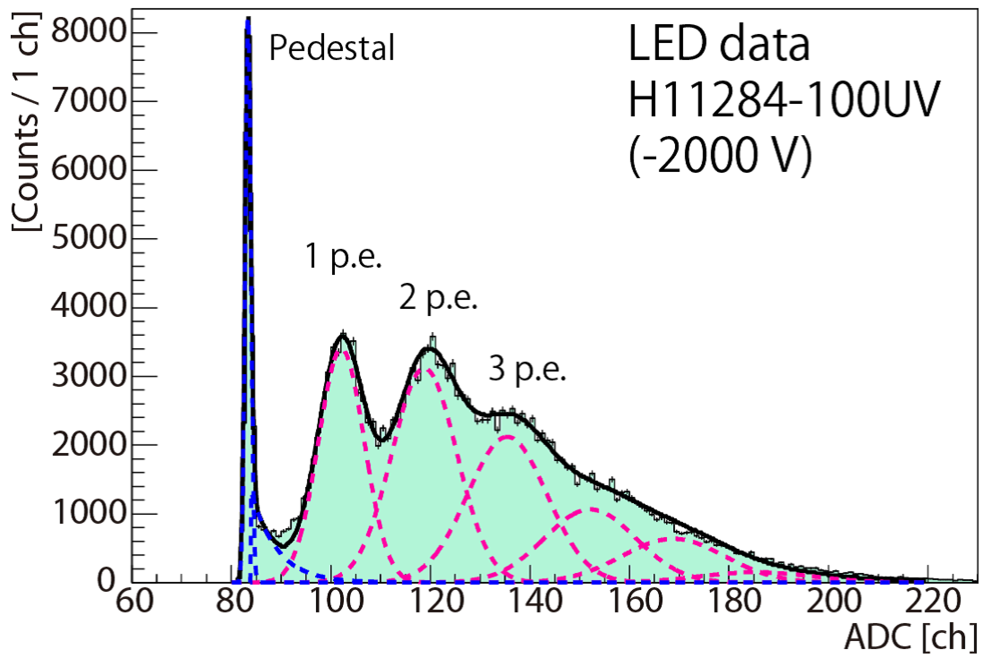 [Counts / 1 ch]
8000
7000
6000
5000
4000
3000
2000
1000
0
Pedestal
LED data
H11284-100UV
(-2000 V)
1 p.e.
2 p.e.
3 p.e.
60 80 100 120 140 160 180 200 220
ADC [ch]